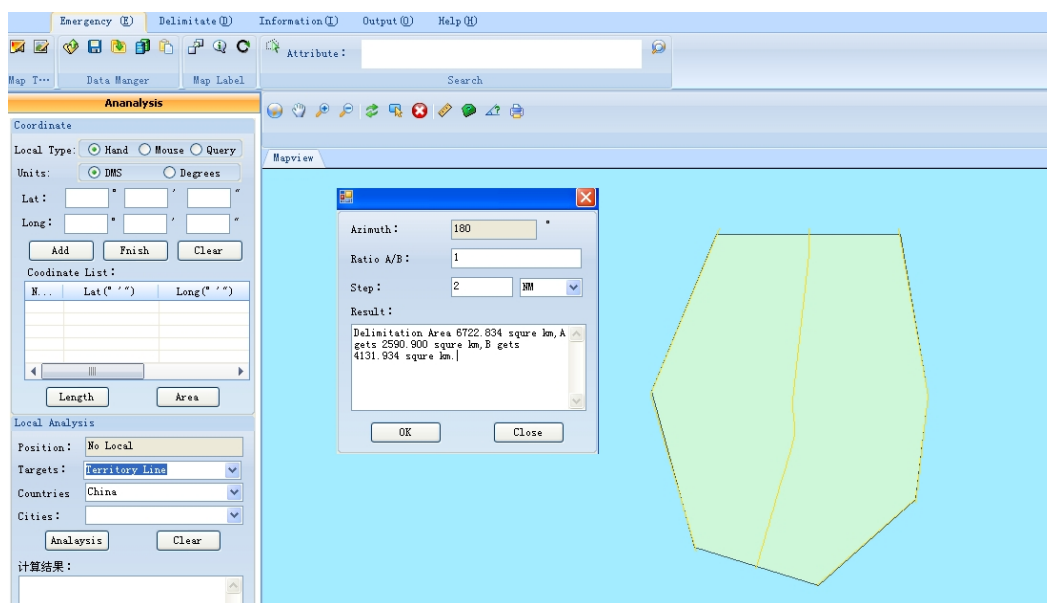 Emergency (E) Delimitate(D) Information(I) Output(O) Help(H)
Attribute:
Map T··· Data Manger Map Label Search
Ananalysis
Coordinate
Local Type: Hand Mouse Query
Units: DMS Degrees
Lat: ° ′ ″
Long: ° ′ ″
Add Fnish Clear
Coodinate List:
N... Lat(° ′ ″) Long(° ′ ″)
Length Area
Local Analysis
Position: No Local
Targets: Territory Line
Countries China
Cities:
Analaysis Clear
计算结果:
Mapview
Azimuth: 180 °
Ratio A/B: 1
Step: 2 NM
Result:
Delimitation Area 6722.834 squre km,A
gets 2590.900 squre km,B gets
4131.934 squre km.
OK Close